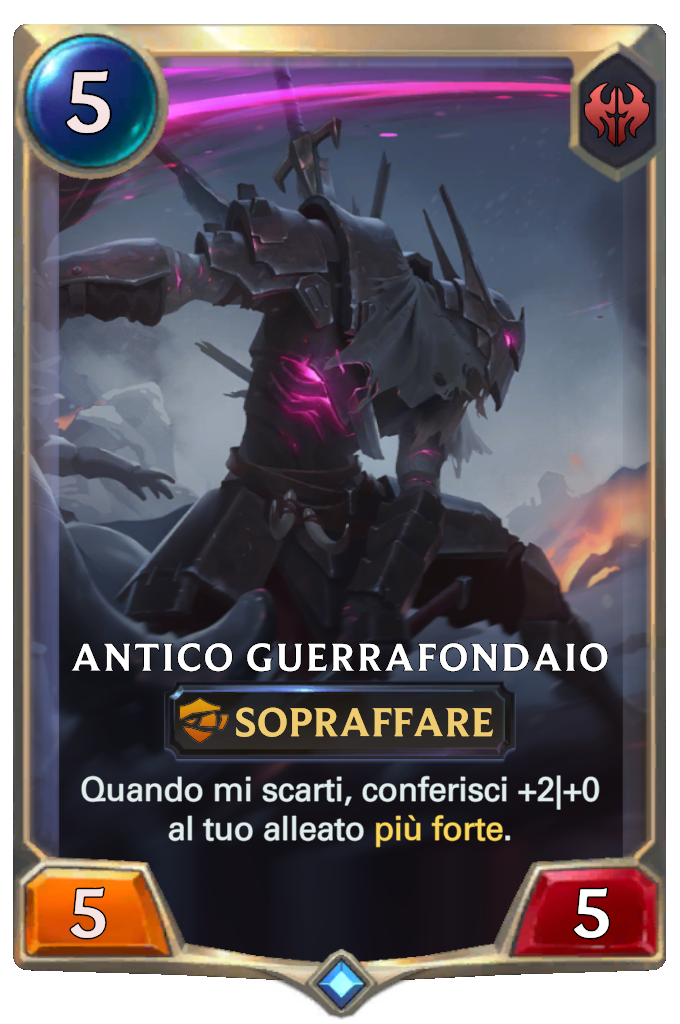 5
ANTICO GUERRAFONDAIO
SOPRAFFARE
Quando mi scarti, conferisci +2|+0
al tuo alleato più forte.
5
5